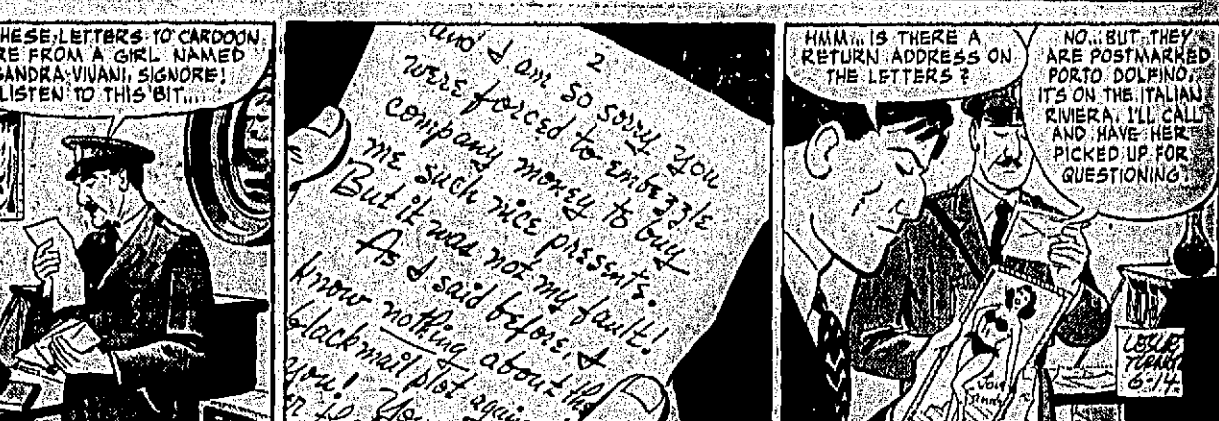 HESE LETTERS TO CARDOON
RE FROM A GIRL NAMED
SANDRA VIVANI, SIGNORE!
LISTEN TO THIS BIT...
2
and I am so sorry you
were forced to embezzle
company money to buy
me such nice presents.
But it was not my fault!
As I said before, I
know nothing about the
blackmail plot
you!
HMM... IS THERE A
RETURN ADDRESS ON
THE LETTERS?
NO... BUT THEY
ARE POSTMARKED
PORTO DOLFINO.
IT'S ON THE ITALIAN
RIVIERA. I'LL CALL
AND HAVE HER
PICKED UP FOR
QUESTIONING.
LESLIE
TURNER
6-14